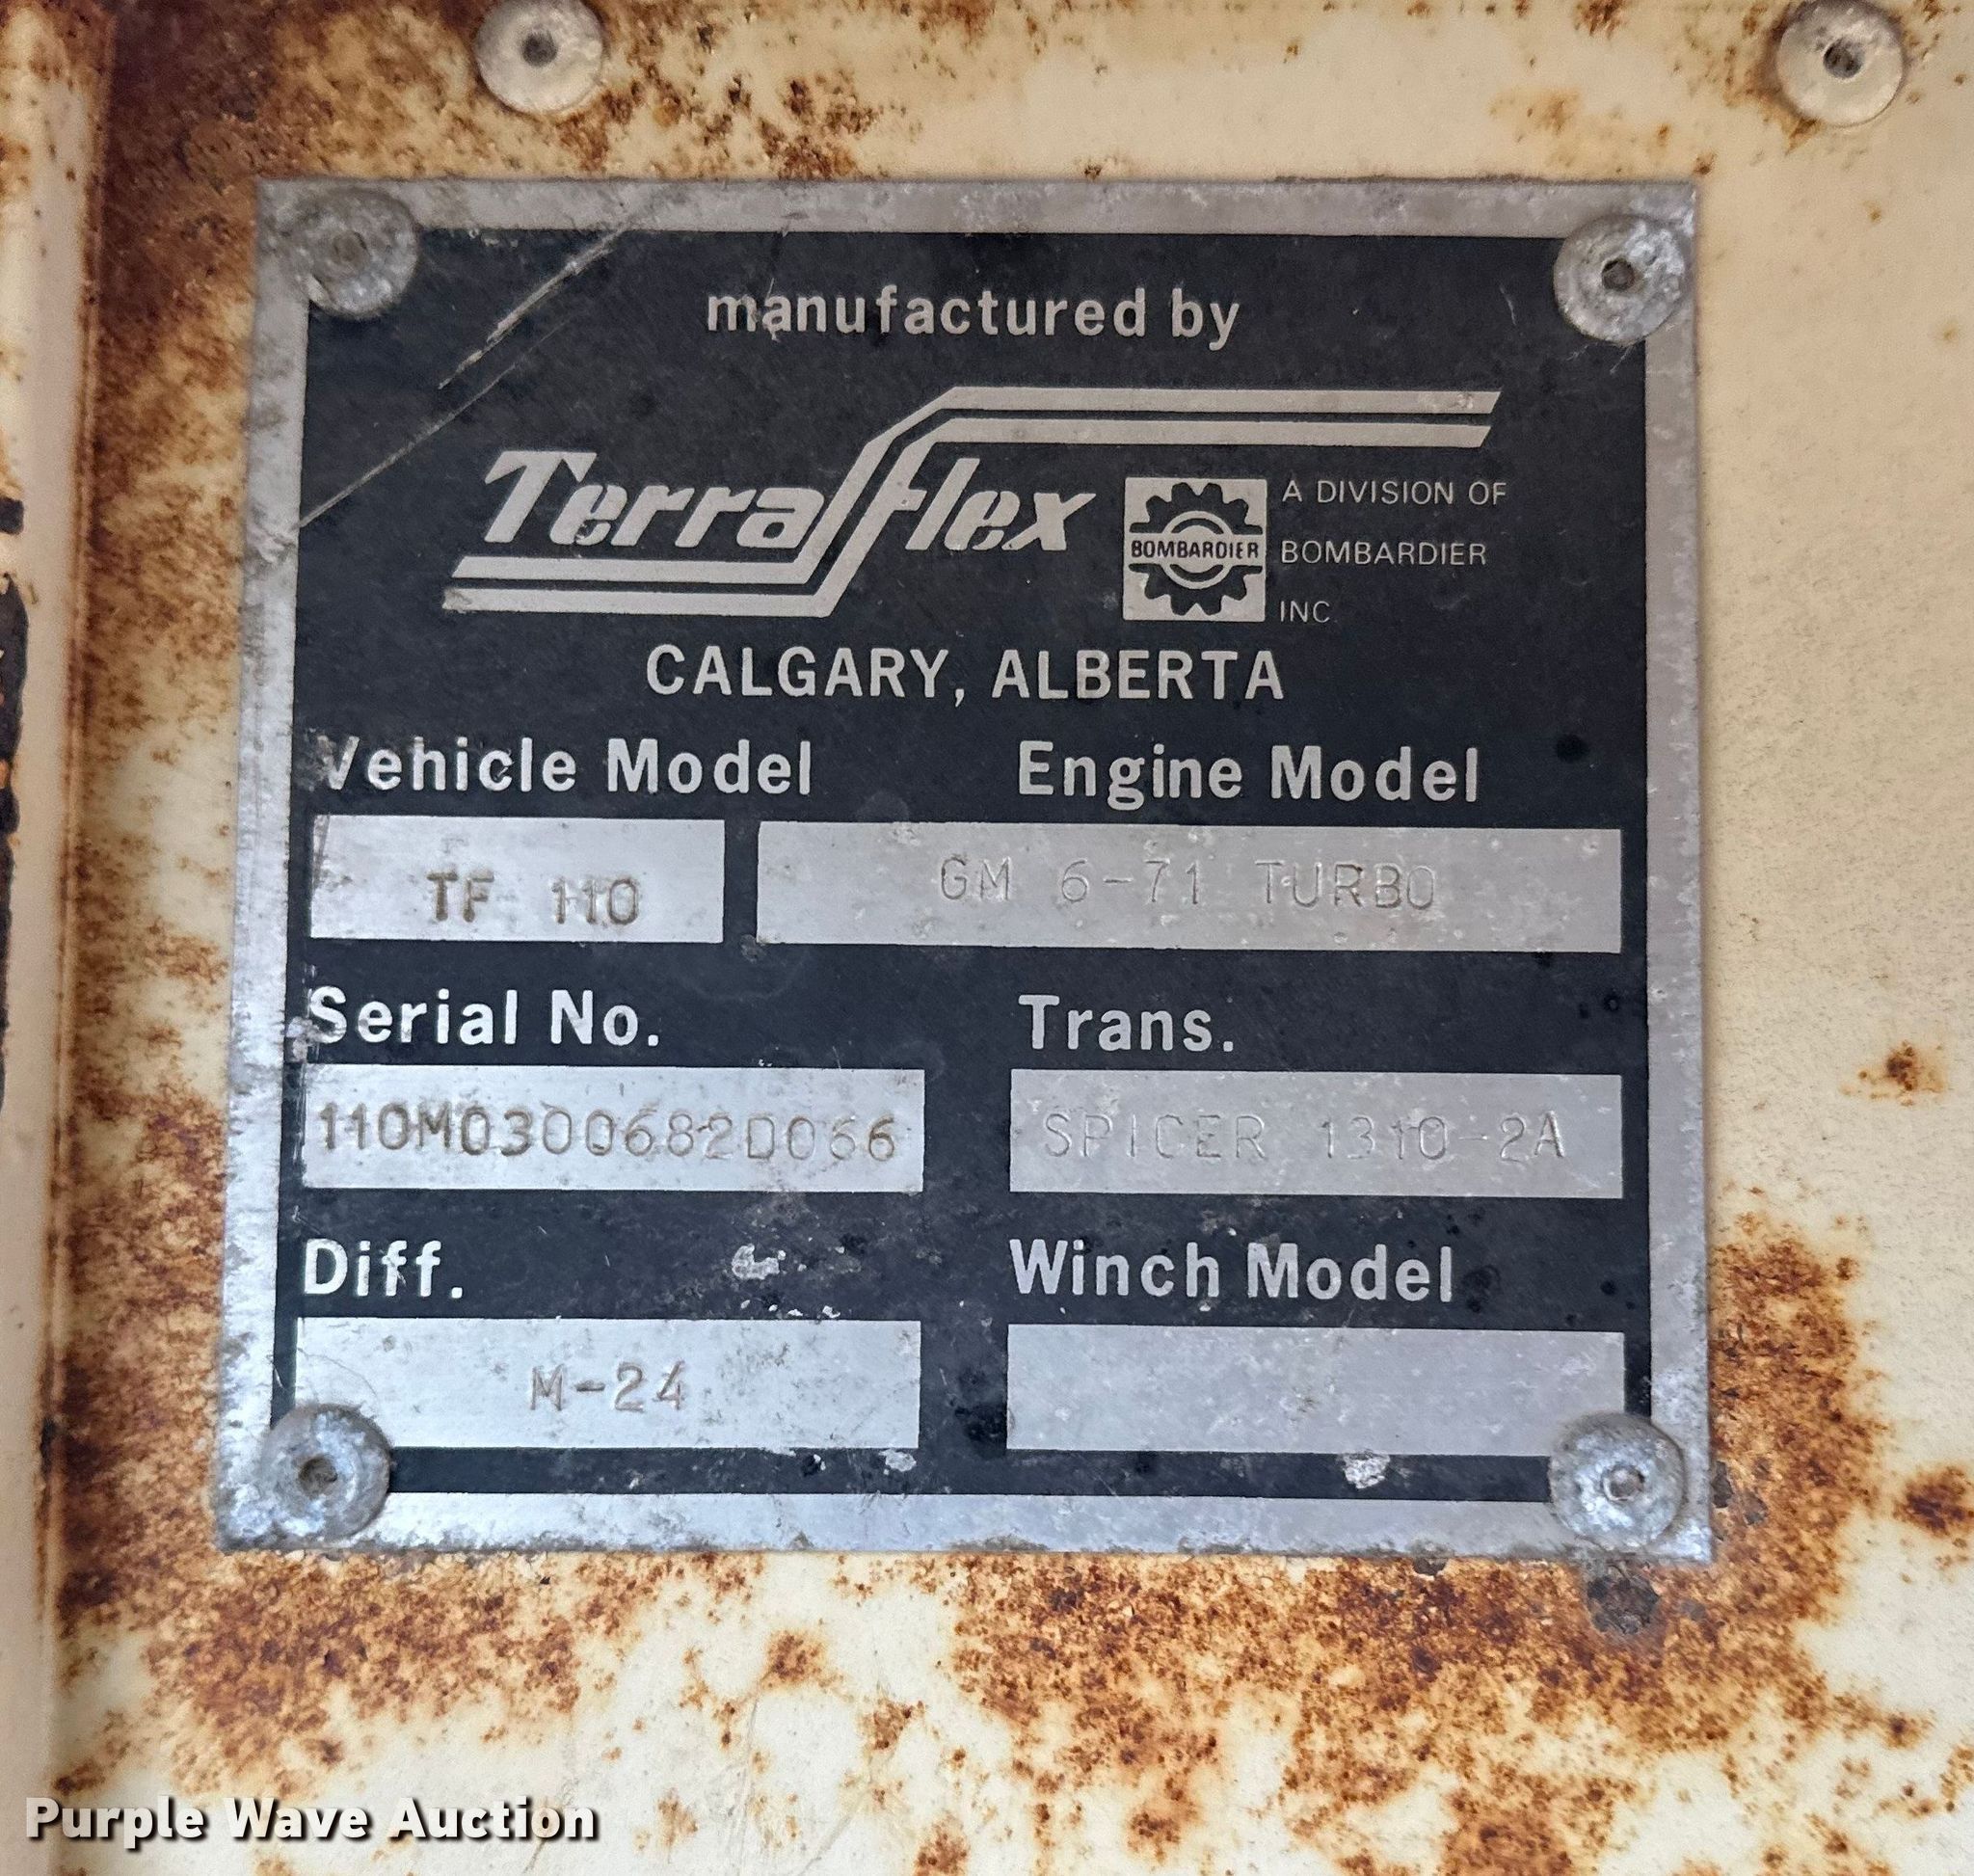 manufactured by
Terraflex
BOMBARDIER
A DIVISION OF
BOMBARDIER
INC
CALGARY, ALBERTA
Vehicle Model Engine Model
TF 110 GM 6-71 TURBO
Serial No. Trans.
110M03006820066 SPICER 1310-2A
Diff. Winch Model
M-24
Purple Wave Auction